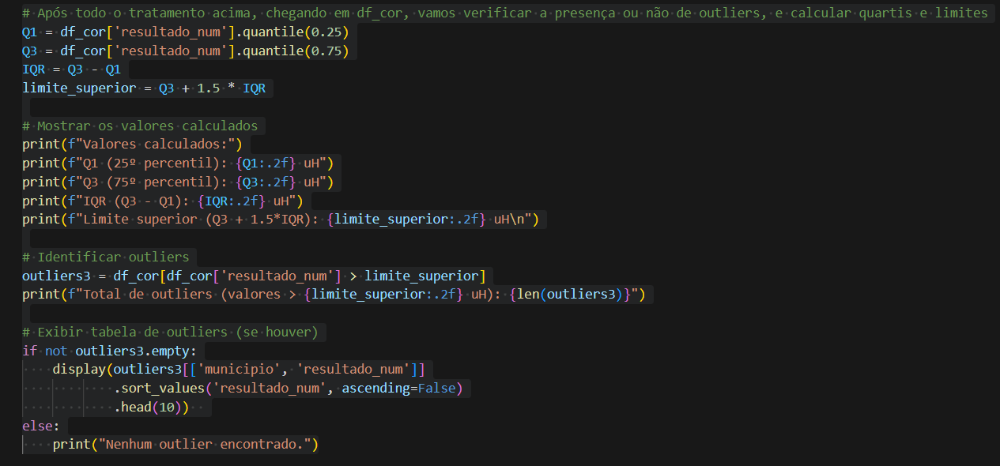 # Após todo o tratamento acima, chegando em df_cor, vamos verificar a presença ou não de outliers, e calcular quartis e limites
Q1 = df_cor['resultado_num'].quantile(0.25)
Q3 = df_cor['resultado_num'].quantile(0.75)
IQR = Q3 - Q1
limite_superior = Q3 + 1.5 * IQR
# Mostrar os valores calculados
print(f"Valores calculados:")
print(f"Q1 (25º percentil): {Q1:.2f} uH")
print(f"Q3 (75º percentil): {Q3:.2f} uH")
print(f"IQR (Q3 - Q1): {IQR:.2f} uH")
print(f"Limite superior (Q3 + 1.5*IQR): {limite_superior:.2f} uH\n")
# Identificar outliers
outliers3 = df_cor[df_cor['resultado_num'] > limite_superior]
print(f"Total de outliers (valores > {limite_superior:.2f} uH): {len(outliers3)}")
# Exibir tabela de outliers (se houver)
if not outliers3.empty:
    display(outliers3[['municipio', 'resultado_num']]
            .sort_values('resultado_num', ascending=False)
            .head(10))
else:
    print("Nenhum outlier encontrado.")